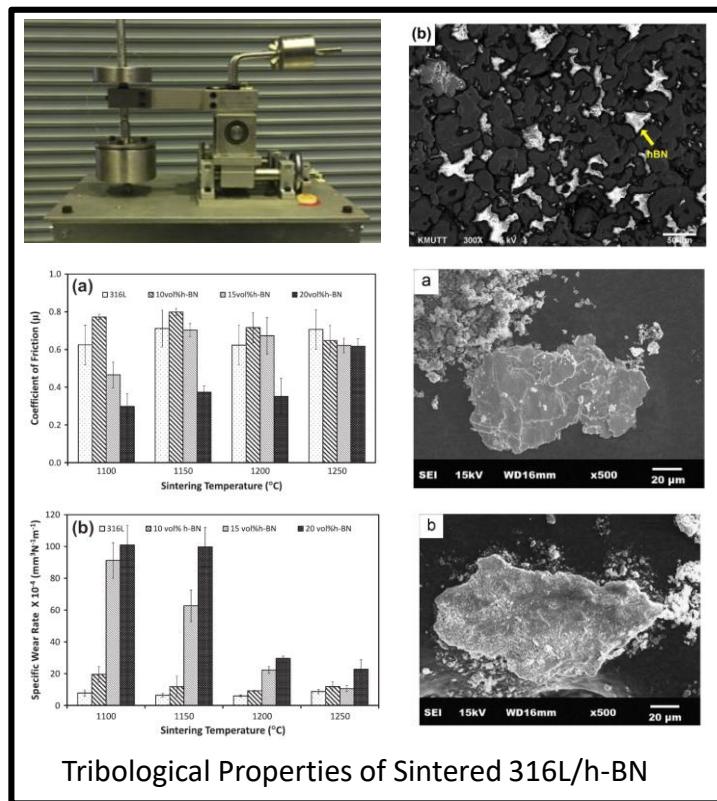 (b)
hBN
KMUTT 300X 15 kV 50µm
(a)
316L 10vol%h-BN 15vol%h-BN 20vol%h-BN
Coefficient of Friction (µ)
1.0
0.8
0.6
0.4
0.2
0.0
1100 1150 1200 1250
Sintering Temperature (°C)
a
SEI 15kV WD16mm x500 20 µm
(b)
316L 10 vol% h-BN 15 vol%h-BN 20 vol%h-BN
Specific Wear Rate X 10⁻⁴ (mm³N⁻¹m⁻¹)
120
100
80
60
40
20
0
1100 1150 1200 1250
Sintering Temperature (°C)
b
SEI 15kV WD16mm x500 20 µm
Tribological Properties of Sintered 316L/h-BN